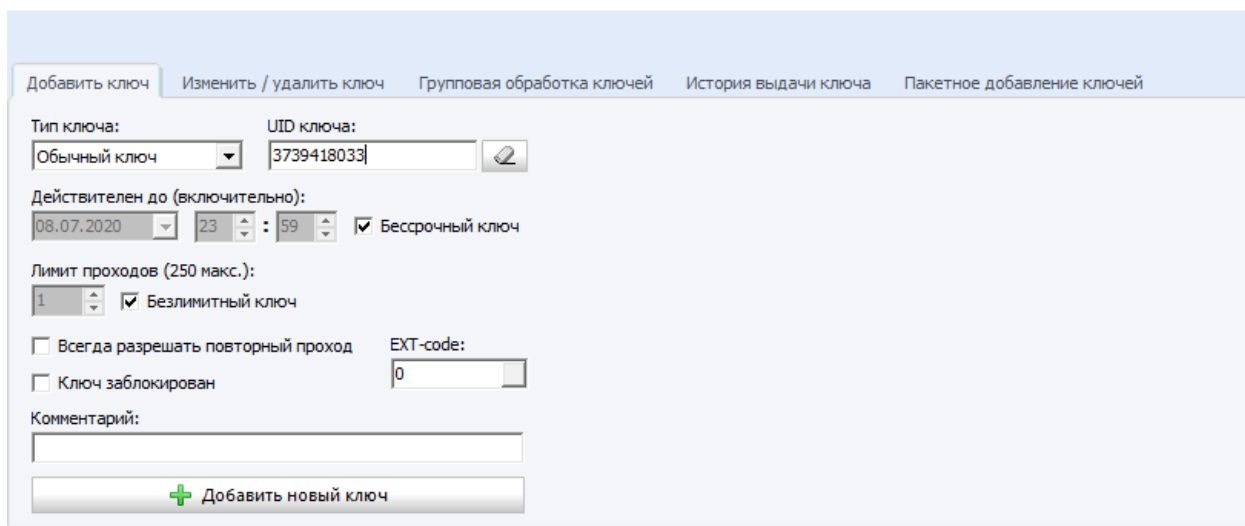 Добавить ключ Изменить / удалить ключ Групповая обработка ключей История выдачи ключа Пакетное добавление ключей
Тип ключа: UID ключа:
Обычный ключ 3739418033
Действителен до (включительно):
08.07.2020 23 : 59 Бессрочный ключ
Лимит проходов (250 макс.):
1 Безлимитный ключ
Всегда разрешать повторный проход EXT-code:
Ключ заблокирован 0
Комментарий:
Добавить новый ключ